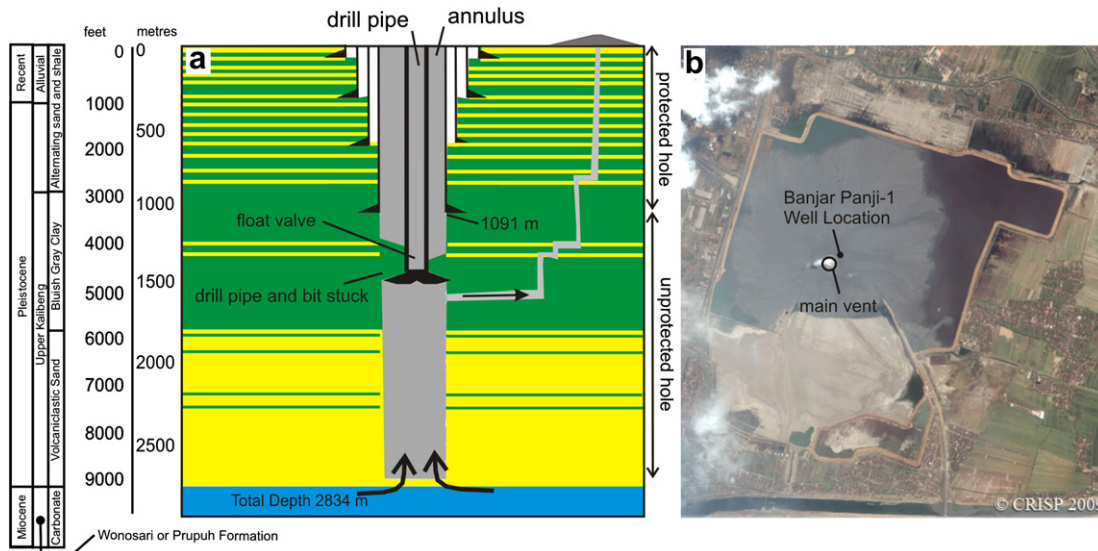 feet
metres
0
1000
2000
3000
4000
5000
6000
7000
8000
9000
0
500
1000
1500
2000
2500
Recent
Pleistocene
Miocene
Alluvial
Upper Kalibeng
Alternating sand and shale
Bluish Gray Clay
Volcaniclastic Sand
Carbonate
Wonosari or Prupuh Formation
a
drill pipe
annulus
float valve
1091 m
drill pipe and bit stuck
Total Depth 2834 m
protected hole
unprotected hole
b
Banjar Panji-1
Well Location
main vent
© CRISP 2009